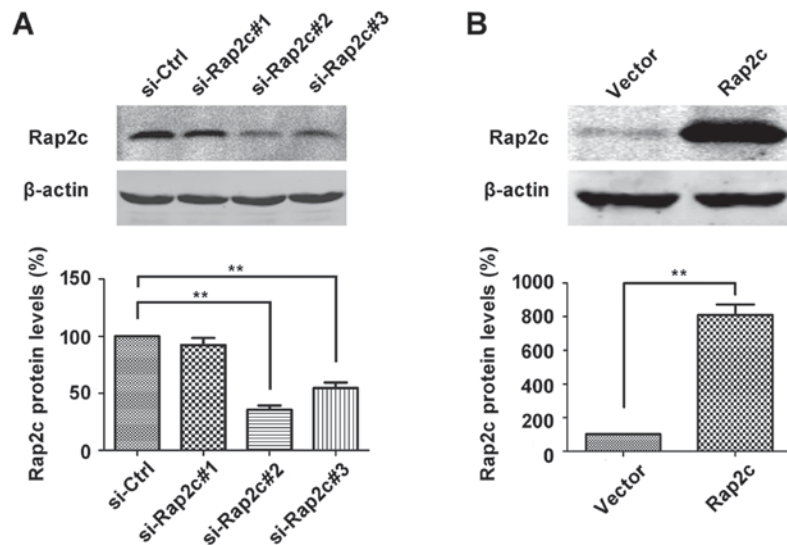 A
si-Ctrl
si-Rap2c#1
si-Rap2c#2
si-Rap2c#3
Rap2c
β-actin
Rap2c protein levels (%)
150
100
50
0
**
**
si-Ctrl
si-Rap2c#1
si-Rap2c#2
si-Rap2c#3
B
Vector
Rap2c
Rap2c
β-actin
Rap2c protein levels (%)
1000
800
600
400
200
0
**
Vector
Rap2c